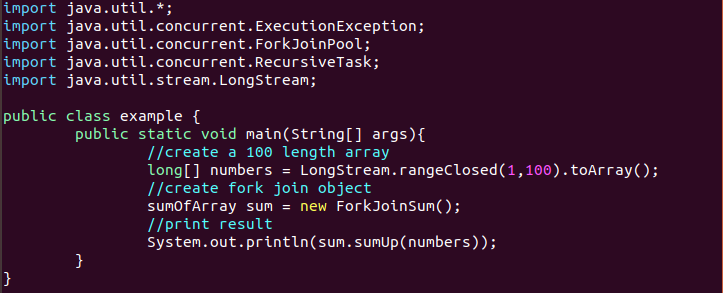 import java.util.*;
import java.util.concurrent.ExecutionException;
import java.util.concurrent.ForkJoinPool;
import java.util.concurrent.RecursiveTask;
import java.util.stream.LongStream;

public class example {
        public static void main(String[] args){
                //create a 100 length array
                long[] numbers = LongStream.rangeClosed(1,100).toArray();
                //create fork join object
                sumOfArray sum = new ForkJoinSum();
                //print result
                System.out.println(sum.sumUp(numbers));
        }
}